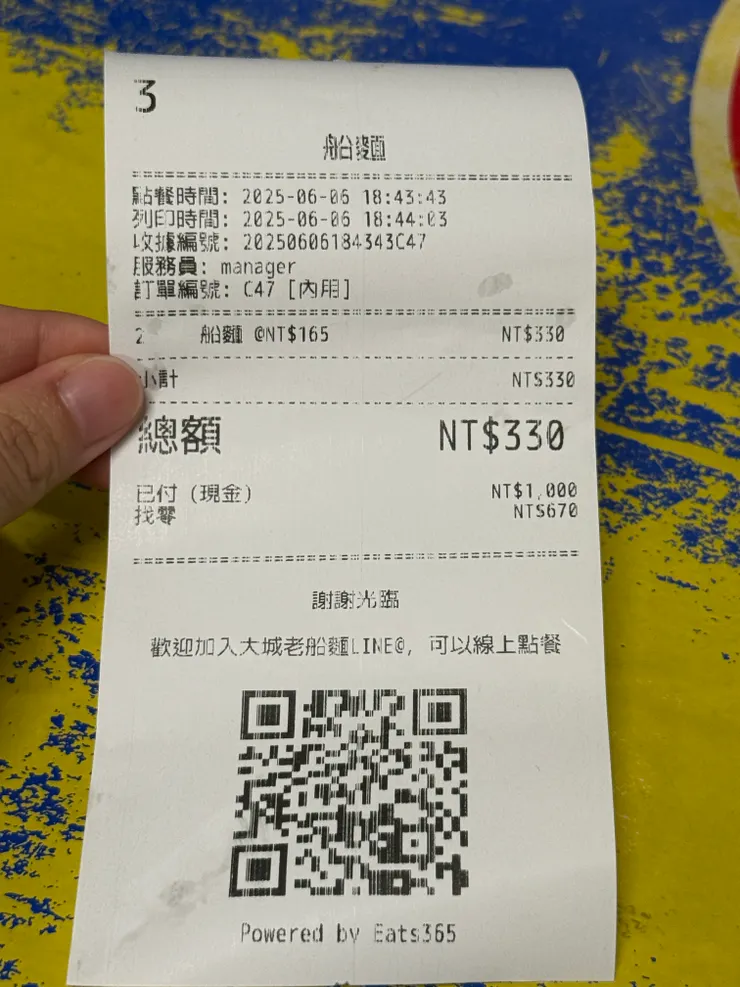 3
船麵
點餐時間: 2025-06-06 18:43:43
列印時間: 2025-06-06 18:44:03
收據編號: 20250606184343C47
服務員: manager
訂單編號: C47 [內用]
2 船麵 @NT$165 NT$330
小計 NT$330
總額 NT$330
已付 (現金) NT$1,000
找零 NT$670
謝謝光臨
歡迎加入大城老船麵LINE@, 可以線上點餐
Powered by Eats365